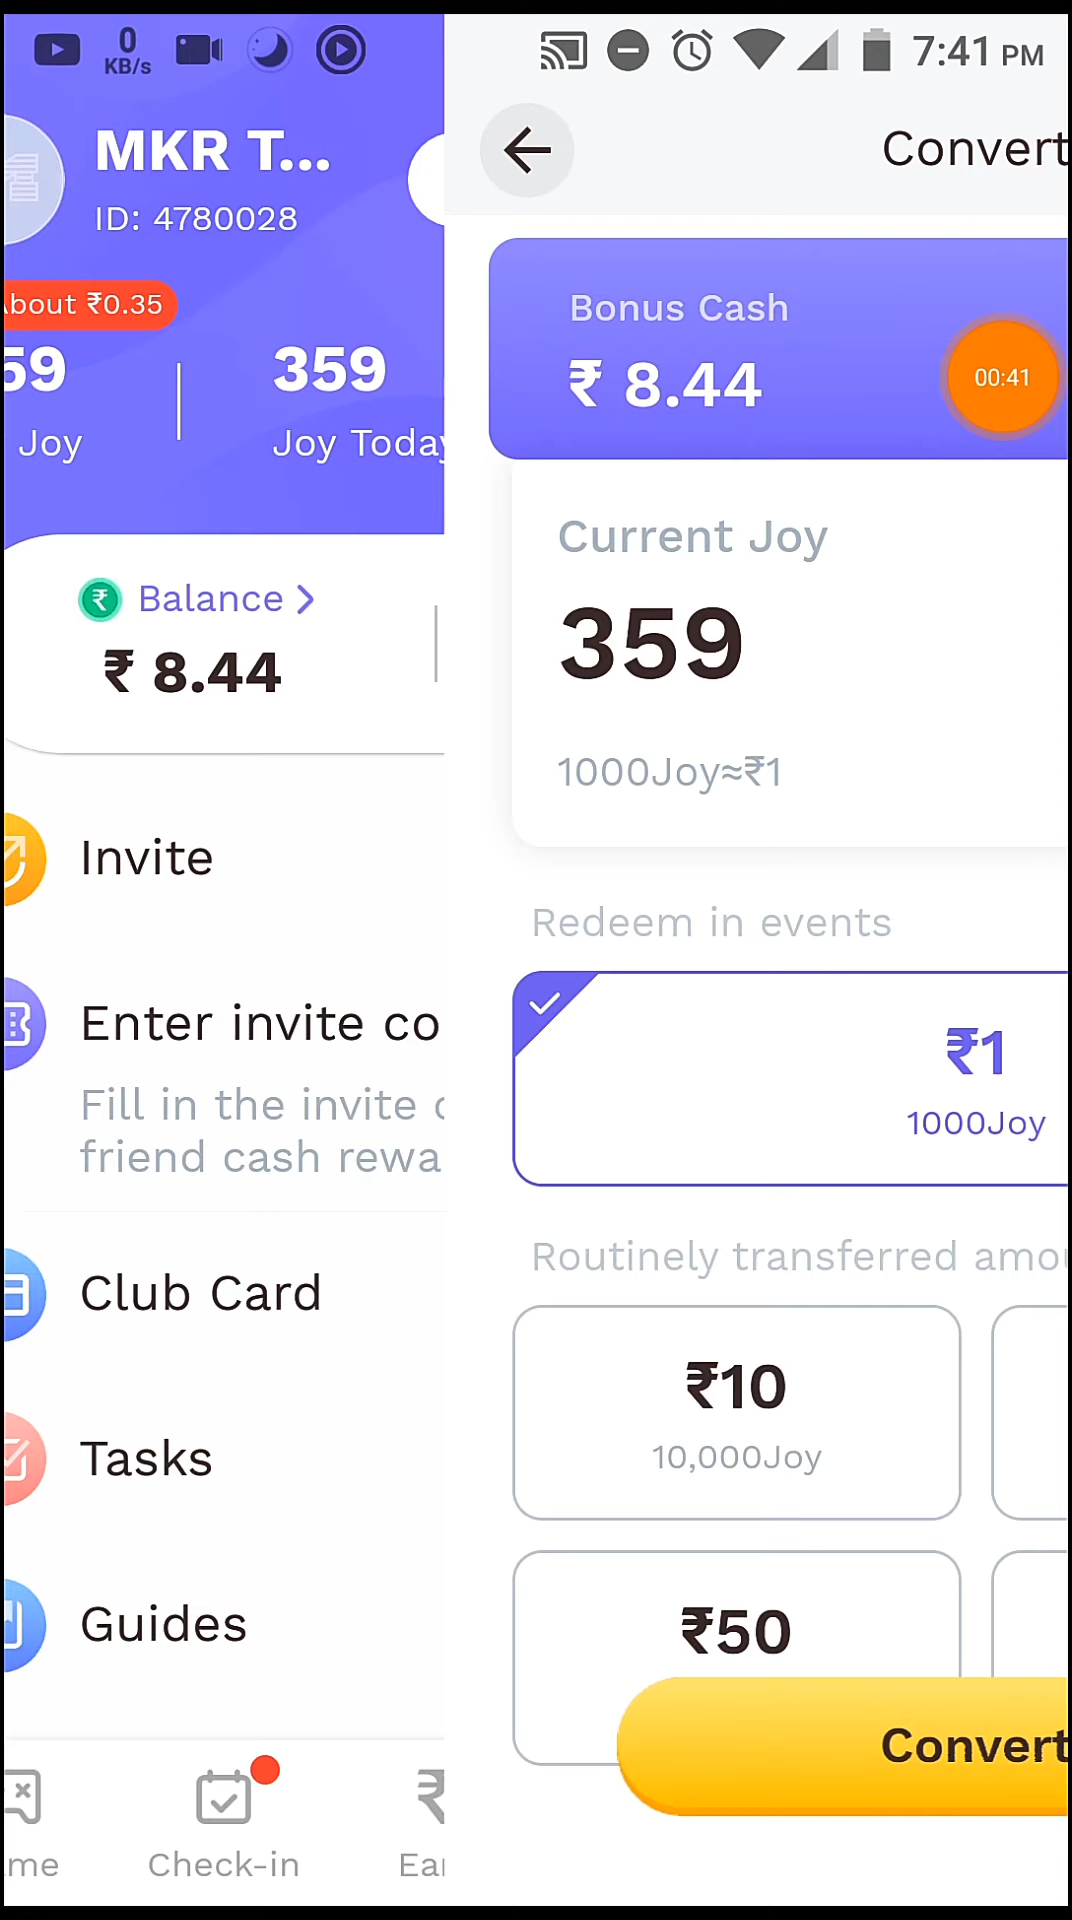 0
KB/s
7:41 PM
MKR T...
ID: 4780028
About ₹0.35
59
Joy
359
Joy Today
Balance
₹ 8.44
Invite
Enter invite co
Fill in the invite
friend cash rewa
Club Card
Tasks
Guides
me
Check-in
₹
Ear
Convert
Bonus Cash
₹ 8.44
00:41
Current Joy
359
1000Joy≈₹1
Redeem in events
₹1
1000Joy
Routinely transferred amou
₹10
10,000Joy
₹50
Convert